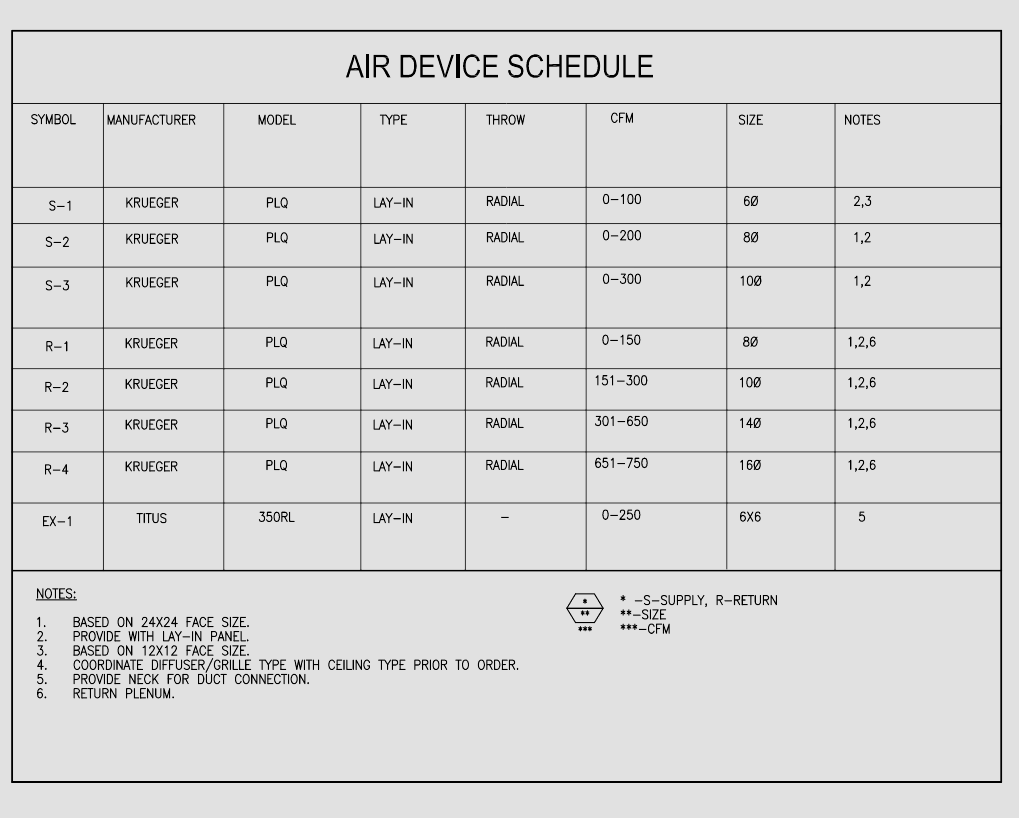 AIR DEVICE SCHEDULE
SYMBOL MANUFACTURER MODEL TYPE THROW CFM SIZE NOTES
S-1 KRUEGER PLQ LAY-IN RADIAL 0-100 6Ø 2,3
S-2 KRUEGER PLQ LAY-IN RADIAL 0-200 8Ø 1,2
S-3 KRUEGER PLQ LAY-IN RADIAL 0-300 10Ø 1,2
R-1 KRUEGER PLQ LAY-IN RADIAL 0-150 8Ø 1,2,6
R-2 KRUEGER PLQ LAY-IN RADIAL 151-300 10Ø 1,2,6
R-3 KRUEGER PLQ LAY-IN RADIAL 301-650 14Ø 1,2,6
R-4 KRUEGER PLQ LAY-IN RADIAL 651-750 16Ø 1,2,6
EX-1 TITUS 350RL LAY-IN - 0-250 6X6 5
NOTES:
1. BASED ON 24X24 FACE SIZE.
2. PROVIDE WITH LAY-IN PANEL.
3. BASED ON 12X12 FACE SIZE.
4. COORDINATE DIFFUSER/GRILLE TYPE WITH CEILING TYPE PRIOR TO ORDER.
5. PROVIDE NECK FOR DUCT CONNECTION.
6. RETURN PLENUM.
*
**
***
* -S-SUPPLY, R-RETURN
**-SIZE
***-CFM